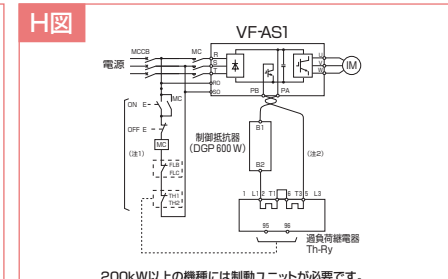 H図
VF-AS1
MCCB
MC
電源
R
S
T
RO
SO
U
V
W
IM
PB
PA
ON
E
MC
OFF
E
MC
(注1)
FLB
FLC
TH1
TH2
制御抵抗器
(DGP 600 W)
B1
B2
(注2)
1 L1 2 T1 6 T3 5 L3
95 96
過負荷継電器
Th-Ry
200kW以上の機種には制動ユニットが必要です。